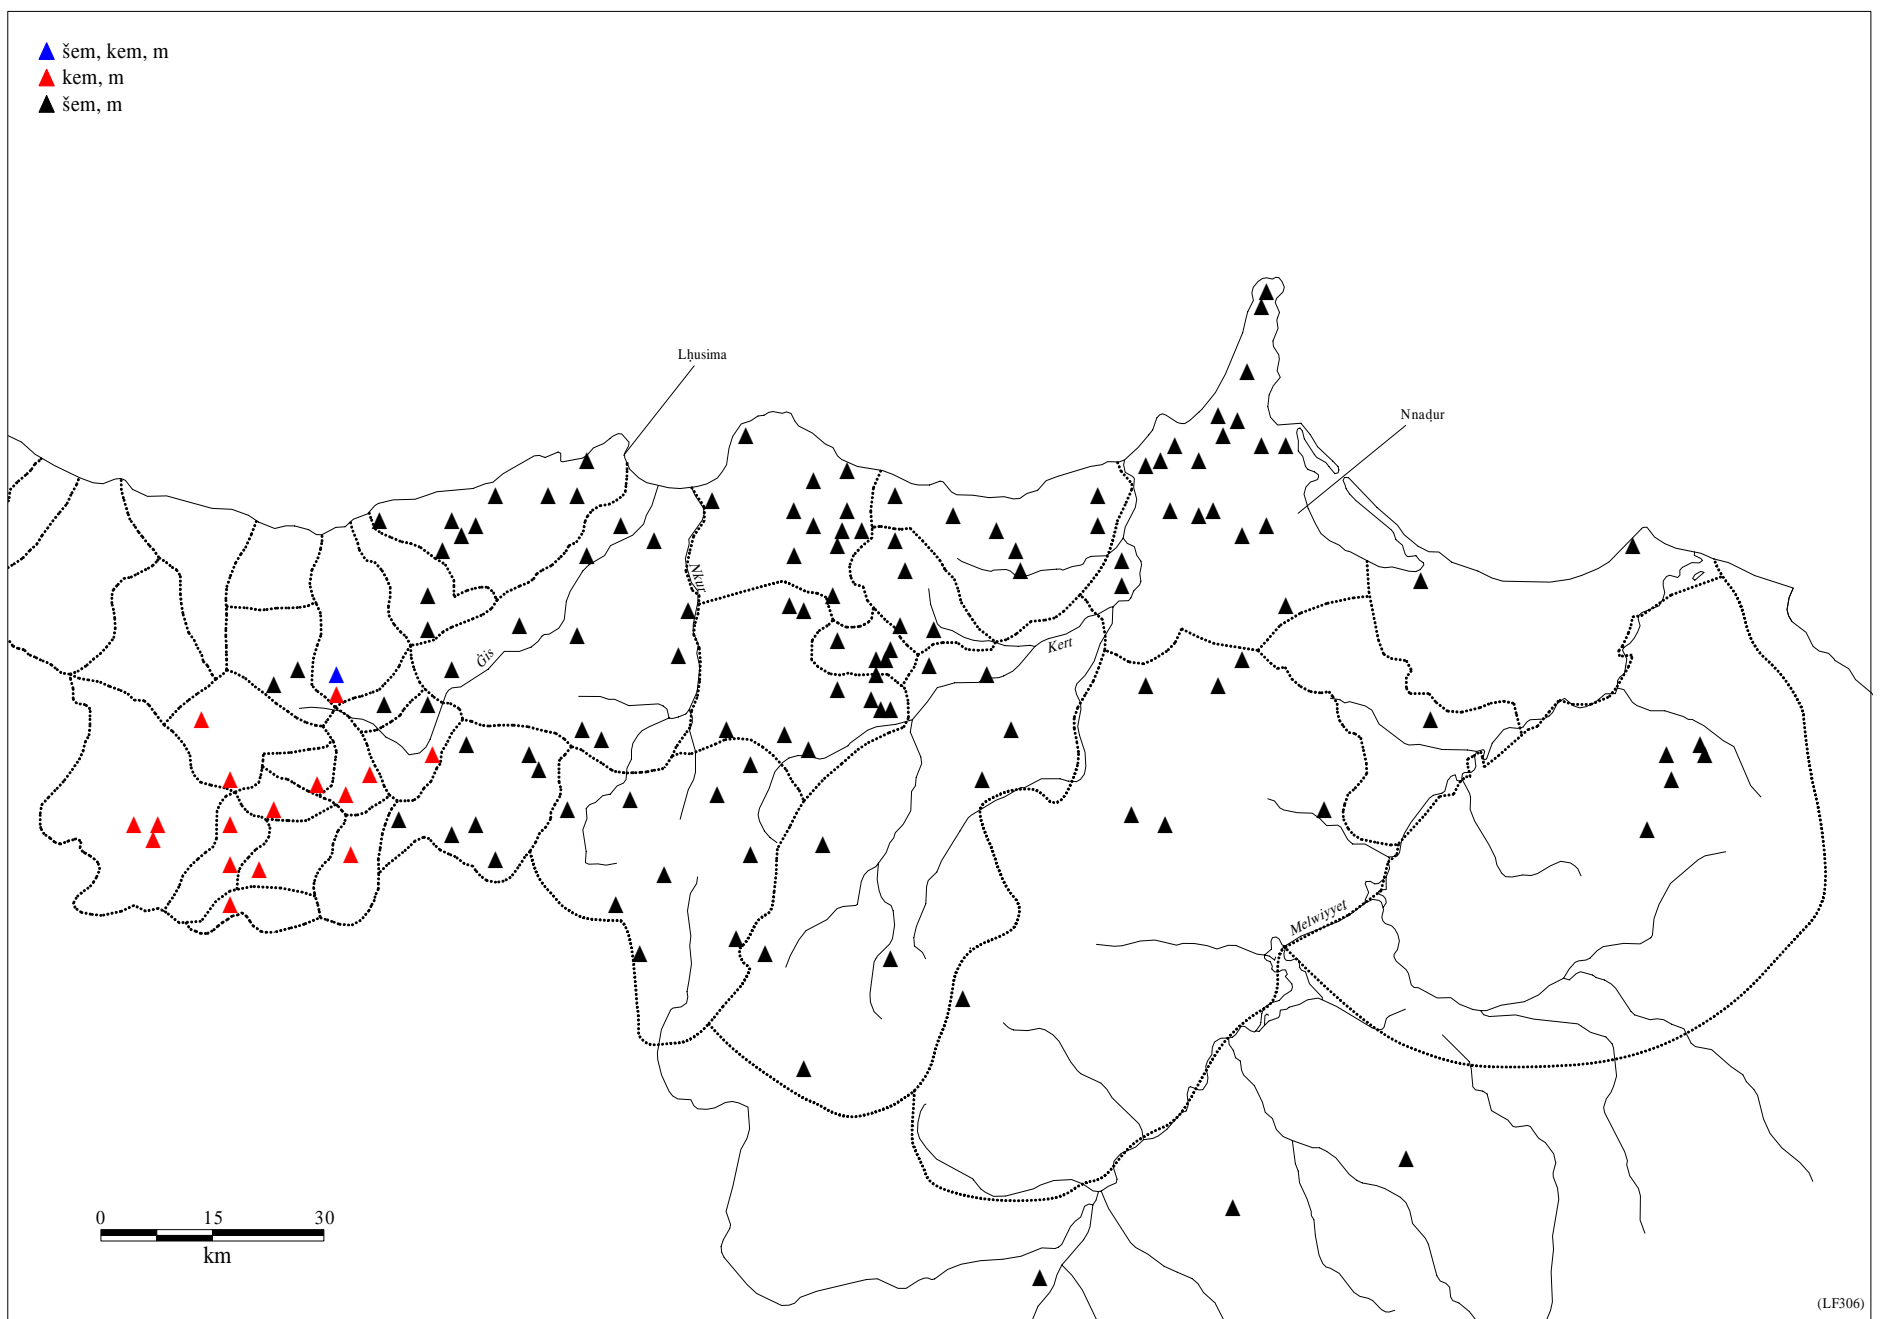 šem, kem, m
kem, m
šem, m
Lḥusima
Nnaḍur
Nkur
Ġis
Kert
Melwiyyet
0 15 30
km
(LF306)